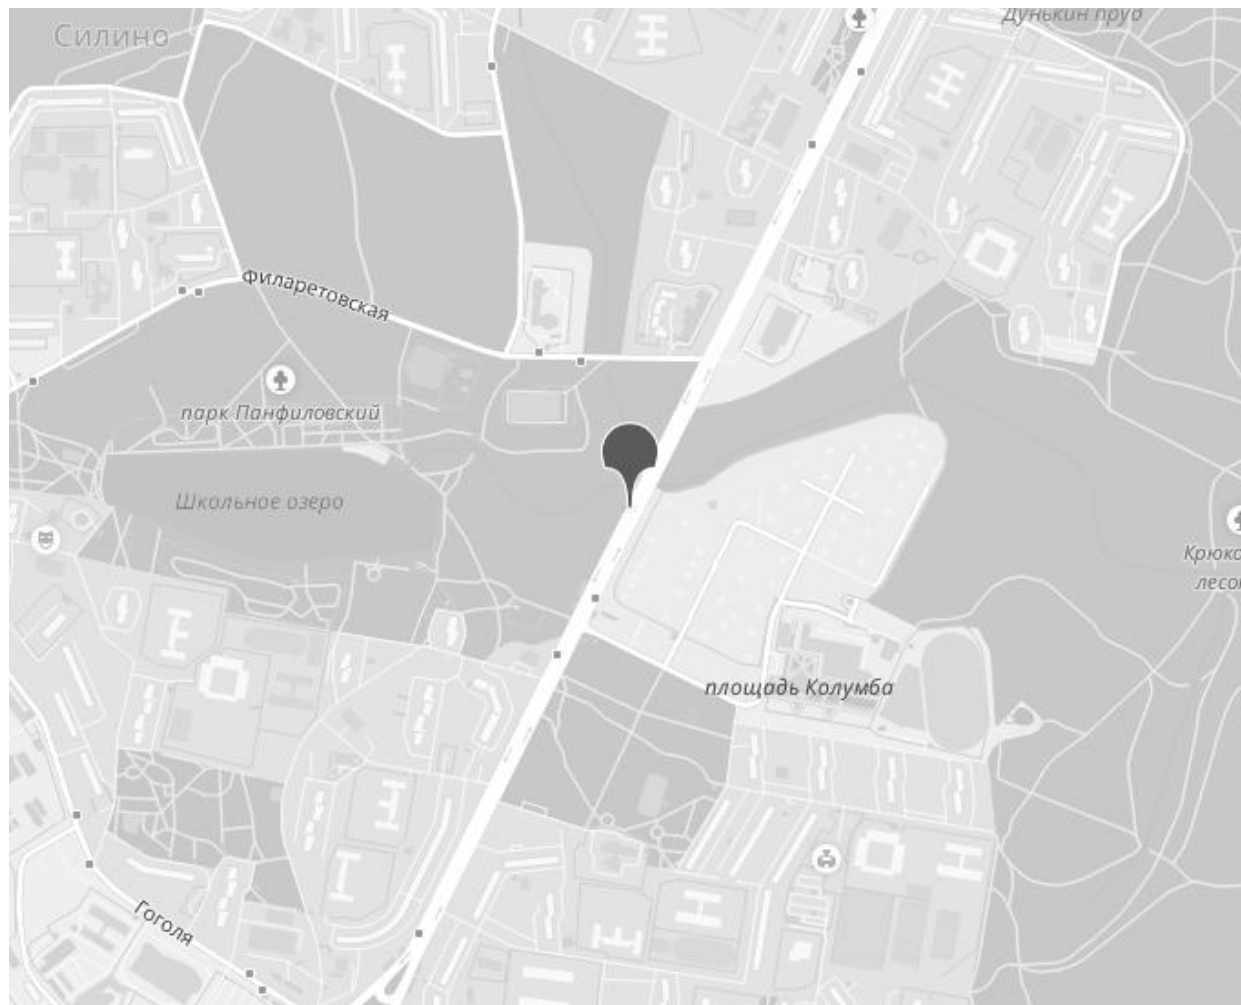 Дунькин пруд
Силино
Филаретовская
парк Панфиловский
Школьное озеро
площадь Колумба
Гоголя